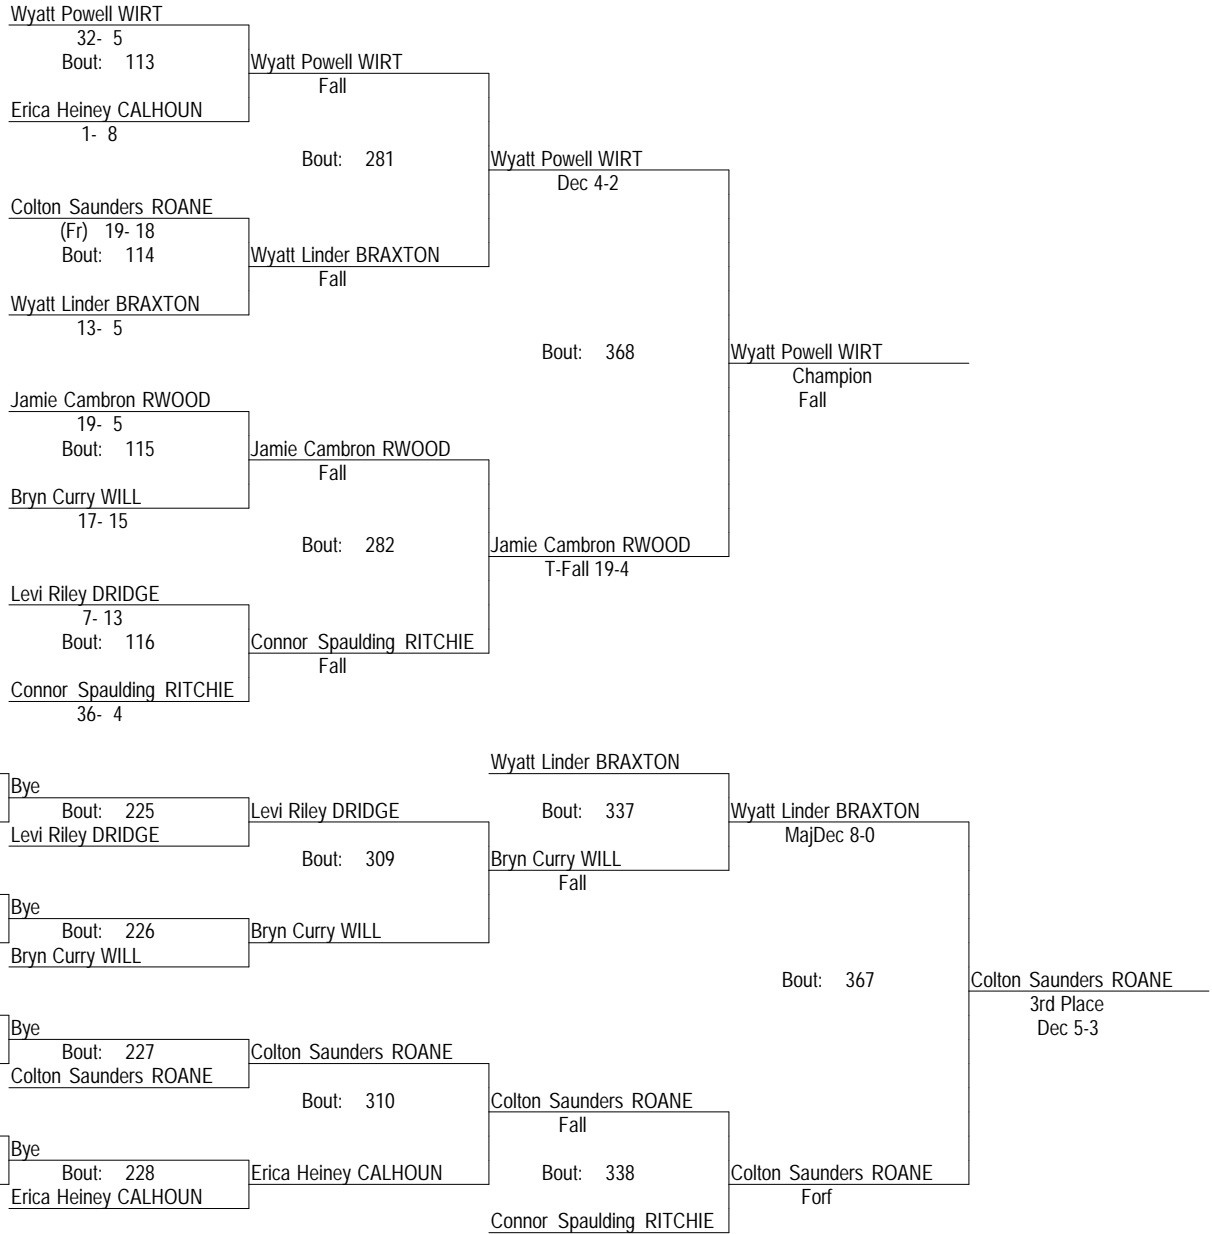 Wyatt Powell WIRT
32- 5
Bout: 113
Wyatt Powell WIRT
Fall
Erica Heiney CALHOUN
1- 8
Bout: 281
Wyatt Powell WIRT
Dec 4-2
Colton Saunders ROANE
(Fr) 19- 18
Bout: 114
Wyatt Linder BRAXTON
Fall
Wyatt Linder BRAXTON
13- 5
Bout: 368
Wyatt Powell WIRT
Champion
Fall
Jamie Cambron RWOOD
19- 5
Bout: 115
Jamie Cambron RWOOD
Fall
Bryn Curry WILL
17- 15
Bout: 282
Jamie Cambron RWOOD
T-Fall 19-4
Levi Riley DRIDGE
7- 13
Bout: 116
Connor Spaulding RITCHIE
Fall
Connor Spaulding RITCHIE
36- 4
Wyatt Linder BRAXTON
Bye
Bout: 225
Levi Riley DRIDGE
Bout: 337
Wyatt Linder BRAXTON
MajDec 8-0
Levi Riley DRIDGE
Bout: 309
Bryn Curry WILL
Fall
Bye
Bout: 226
Bryn Curry WILL
Bryn Curry WILL
Bout: 367
Colton Saunders ROANE
3rd Place
Dec 5-3
Bye
Bout: 227
Colton Saunders ROANE
Colton Saunders ROANE
Bout: 310
Colton Saunders ROANE
Fall
Bye
Bout: 228
Erica Heiney CALHOUN
Bout: 338
Colton Saunders ROANE
Forf
Erica Heiney CALHOUN
Connor Spaulding RITCHIE